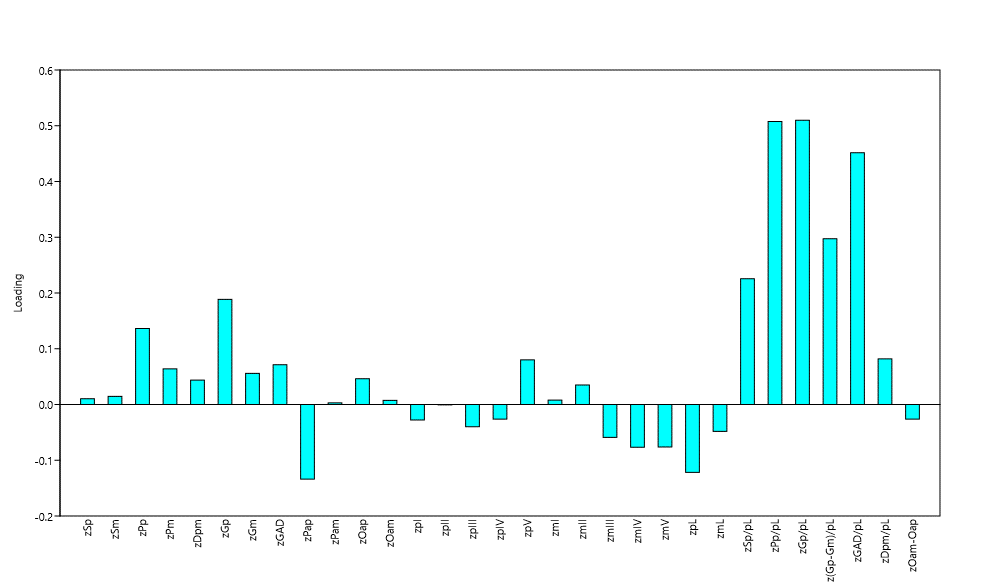 0.6
0.5
0.4
0.3
0.2
0.1
0.0
-0.1
-0.2
Loading
zSp
zSm
zPp
zPm
zDpm
zGp
zGm
zGAD
zPap
zPam
zOap
zOam
zpI
zpII
zpIII
zpIV
zpV
zmI
zmII
zmIII
zmIV
zmV
zpL
zmL
zSp/pL
zPp/pL
zGp/pL
z(Gp-Gm)/pL
zGAD/pL
zDpm/pL
zOam-Oap